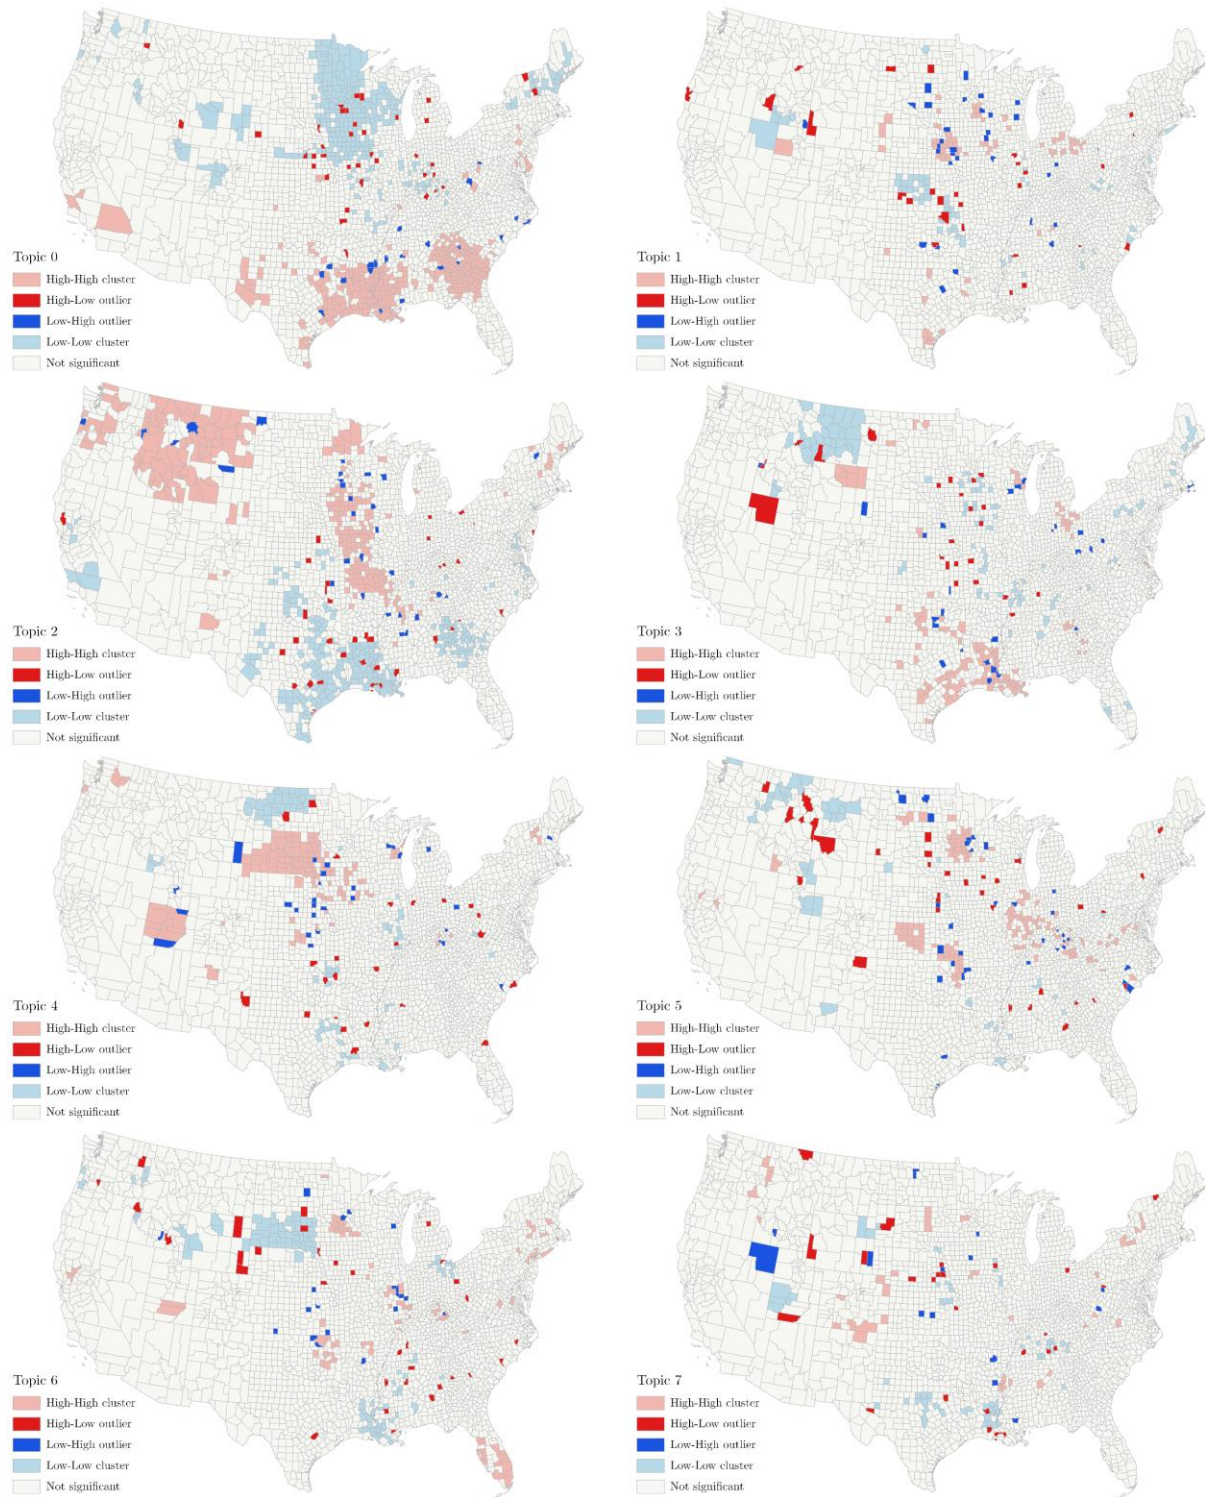 Topic 0
High-High cluster
High-Low outlier
Low-High outlier
Low-Low cluster
Not significant
Topic 1
High-High cluster
High-Low outlier
Low-High outlier
Low-Low cluster
Not significant
Topic 2
High-High cluster
High-Low outlier
Low-High outlier
Low-Low cluster
Not significant
Topic 3
High-High cluster
High-Low outlier
Low-High outlier
Low-Low cluster
Not significant
Topic 4
High-High cluster
High-Low outlier
Low-High outlier
Low-Low cluster
Not significant
Topic 5
High-High cluster
High-Low outlier
Low-High outlier
Low-Low cluster
Not significant
Topic 6
High-High cluster
High-Low outlier
Low-High outlier
Low-Low cluster
Not significant
Topic 7
High-High cluster
High-Low outlier
Low-High outlier
Low-Low cluster
Not significant